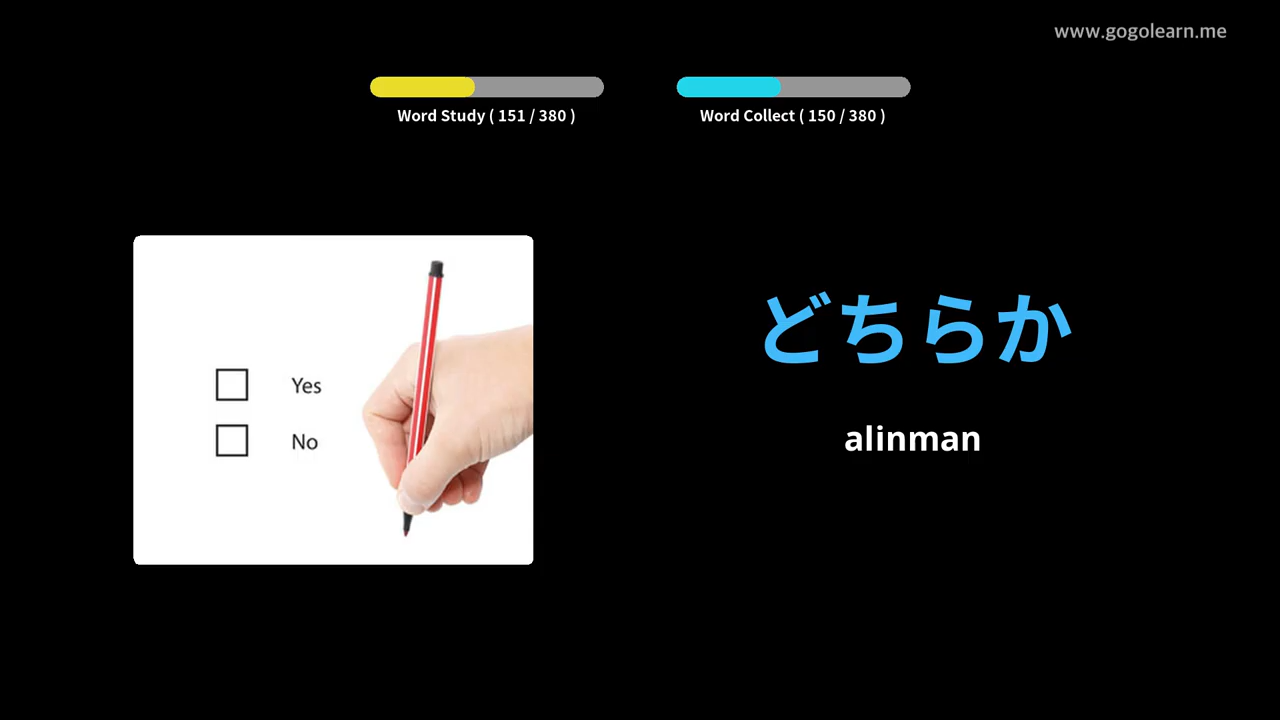 www.gogolearn.me
Word Study ( 151 / 380 )
Word Collect ( 150 / 380 )
Yes
No
どちらか
alinman